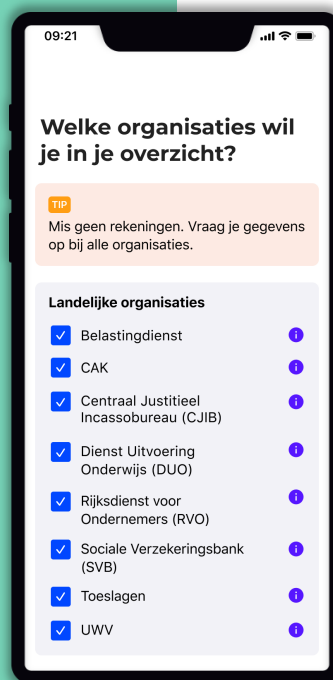 09:21
Welke organisaties wil
je in je overzicht?
TIP
Mis geen rekeningen. Vraag je gegevens
op bij alle organisaties.
Landelijke organisaties
Belastingdienst
CAK
Centraal Justitieel
Incassobureau (CJIB)
Dienst Uitvoering
Onderwijs (DUO)
Rijksdienst voor
Ondernemers (RVO)
Sociale Verzekeringsbank
(SVB)
Toeslagen
UWV